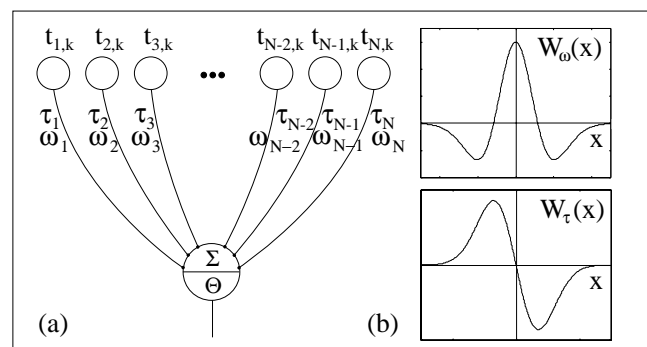 t1,k t2,k t3,k ••• tN-2,k tN-1,k tN,k
τ1 τ2 τ3 τN-2 τN-1 τN
ω1 ω2 ω3 ωN-2 ωN-1 ωN
Σ
Θ
(a)
Wω(x)
x
Wτ(x)
x
(b)